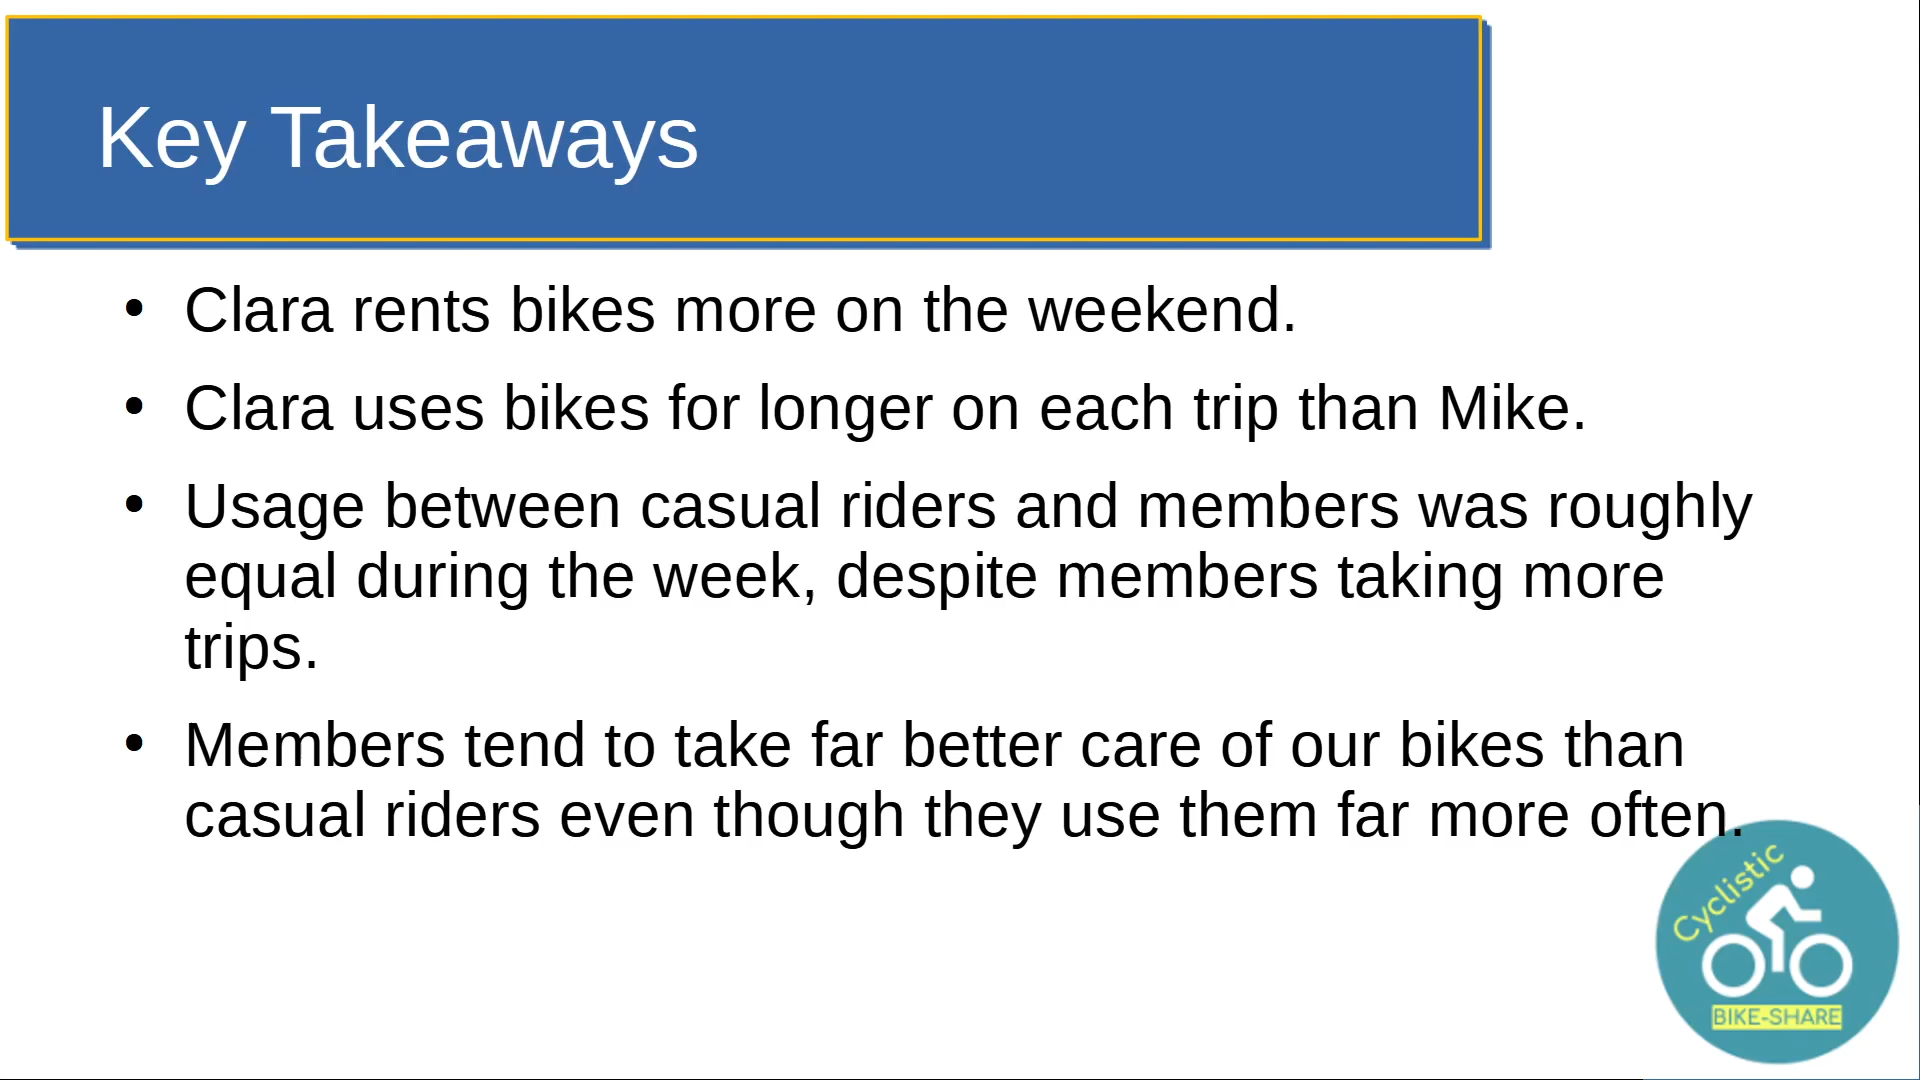 Key Takeaways
• Clara rents bikes more on the weekend.
• Clara uses bikes for longer on each trip than Mike.
• Usage between casual riders and members was roughly
equal during the week, despite members taking more
trips.
• Members tend to take far better care of our bikes than
casual riders even though they use them far more often.
Cyclistic
BIKE-SHARE